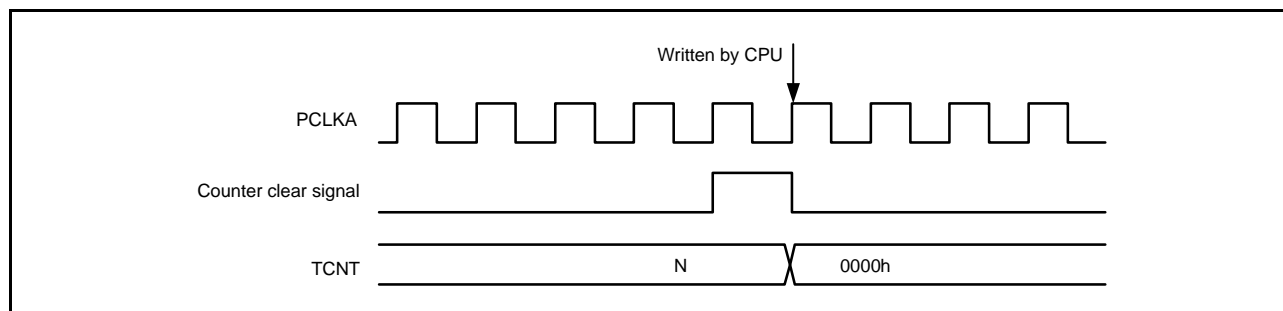 Written by CPU
PCLKA
Counter clear signal
TCNT N 0000h